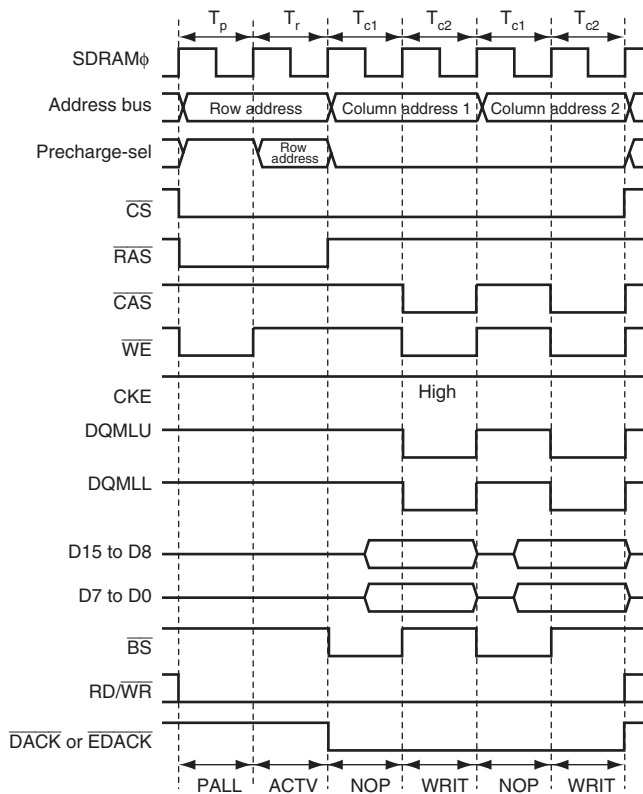 Tp Tr Tc1 Tc2 Tc1 Tc2
SDRAMϕ
Address bus Row address Column address 1 Column address 2
Precharge-sel Row address
CS
RAS
CAS
WE
CKE High
DQMLU
DQMLL
D15 to D8
D7 to D0
BS
RD/WR
DACK or EDACK
PALL ACTV NOP WRIT NOP WRIT